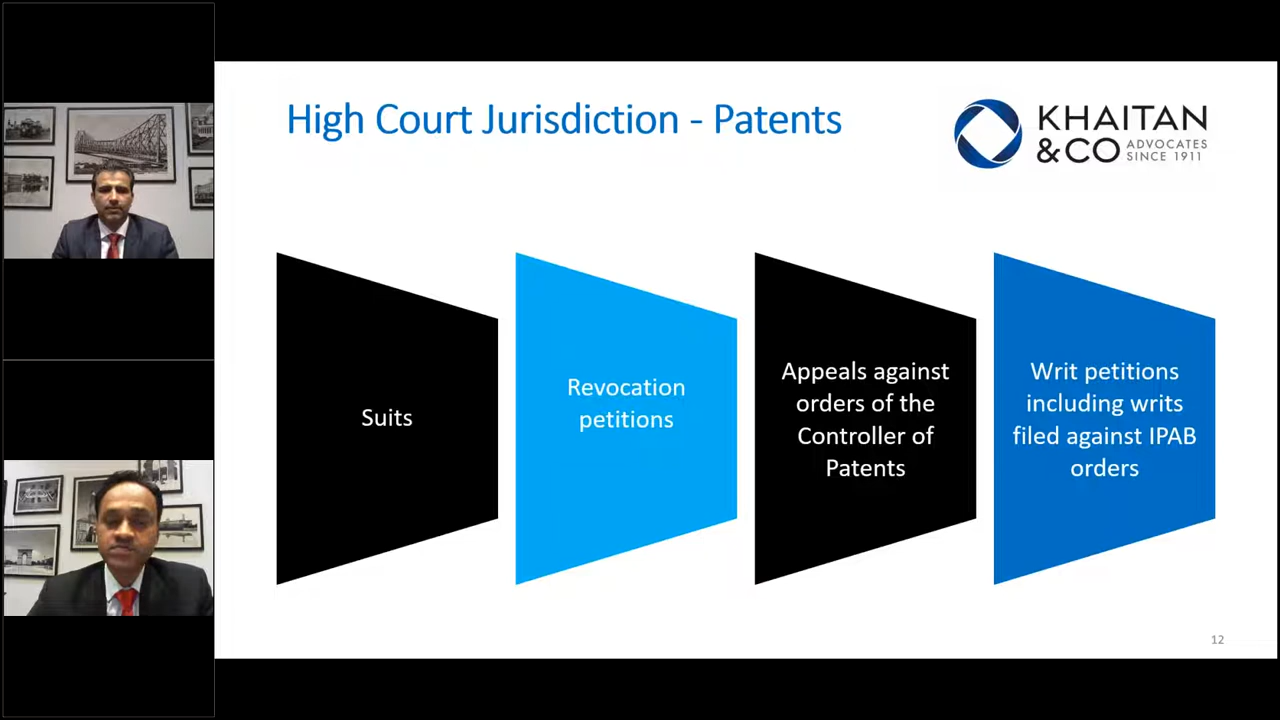 High Court Jurisdiction - Patents
KHAITAN
&CO ADVOCATES
SINCE 1911
Suits
Revocation
petitions
Appeals against
orders of the
Controller of
Patents
Writ petitions
including writs
filed against IPAB
orders
12